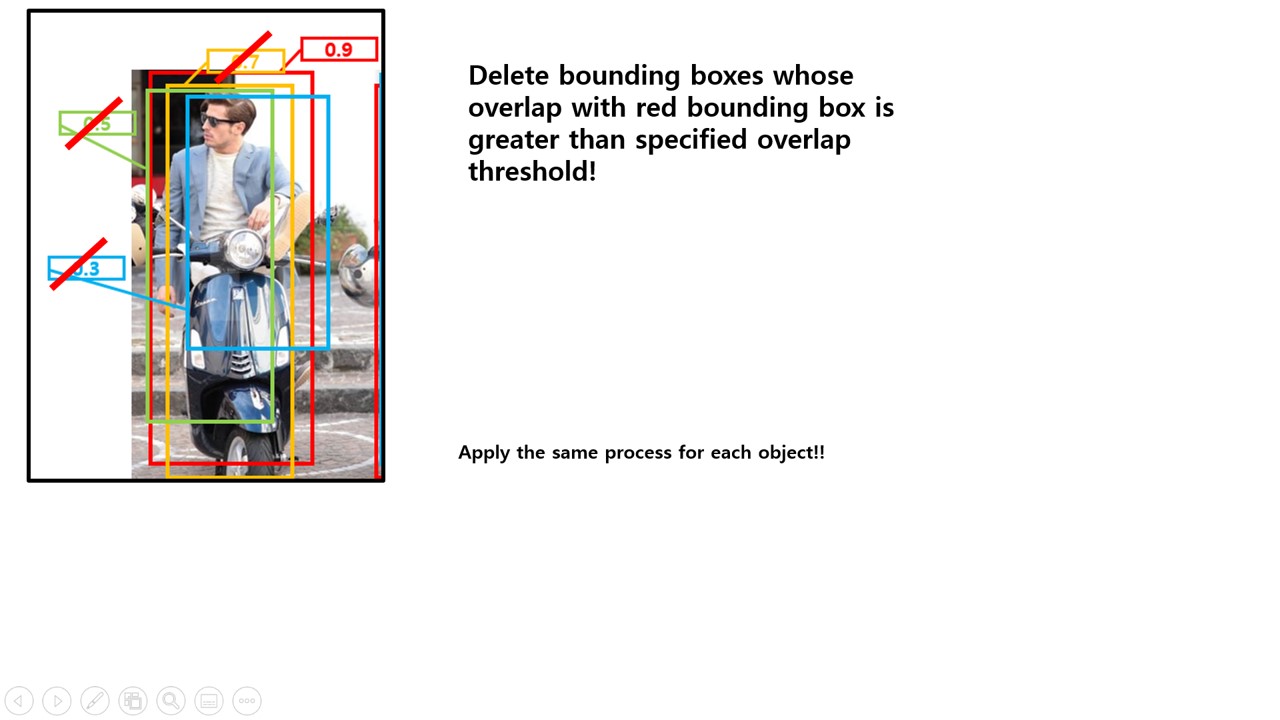 0.9
0.7
0.5
0.3
Delete bounding boxes whose
overlap with red bounding box is
greater than specified overlap
threshold!
Apply the same process for each object!!